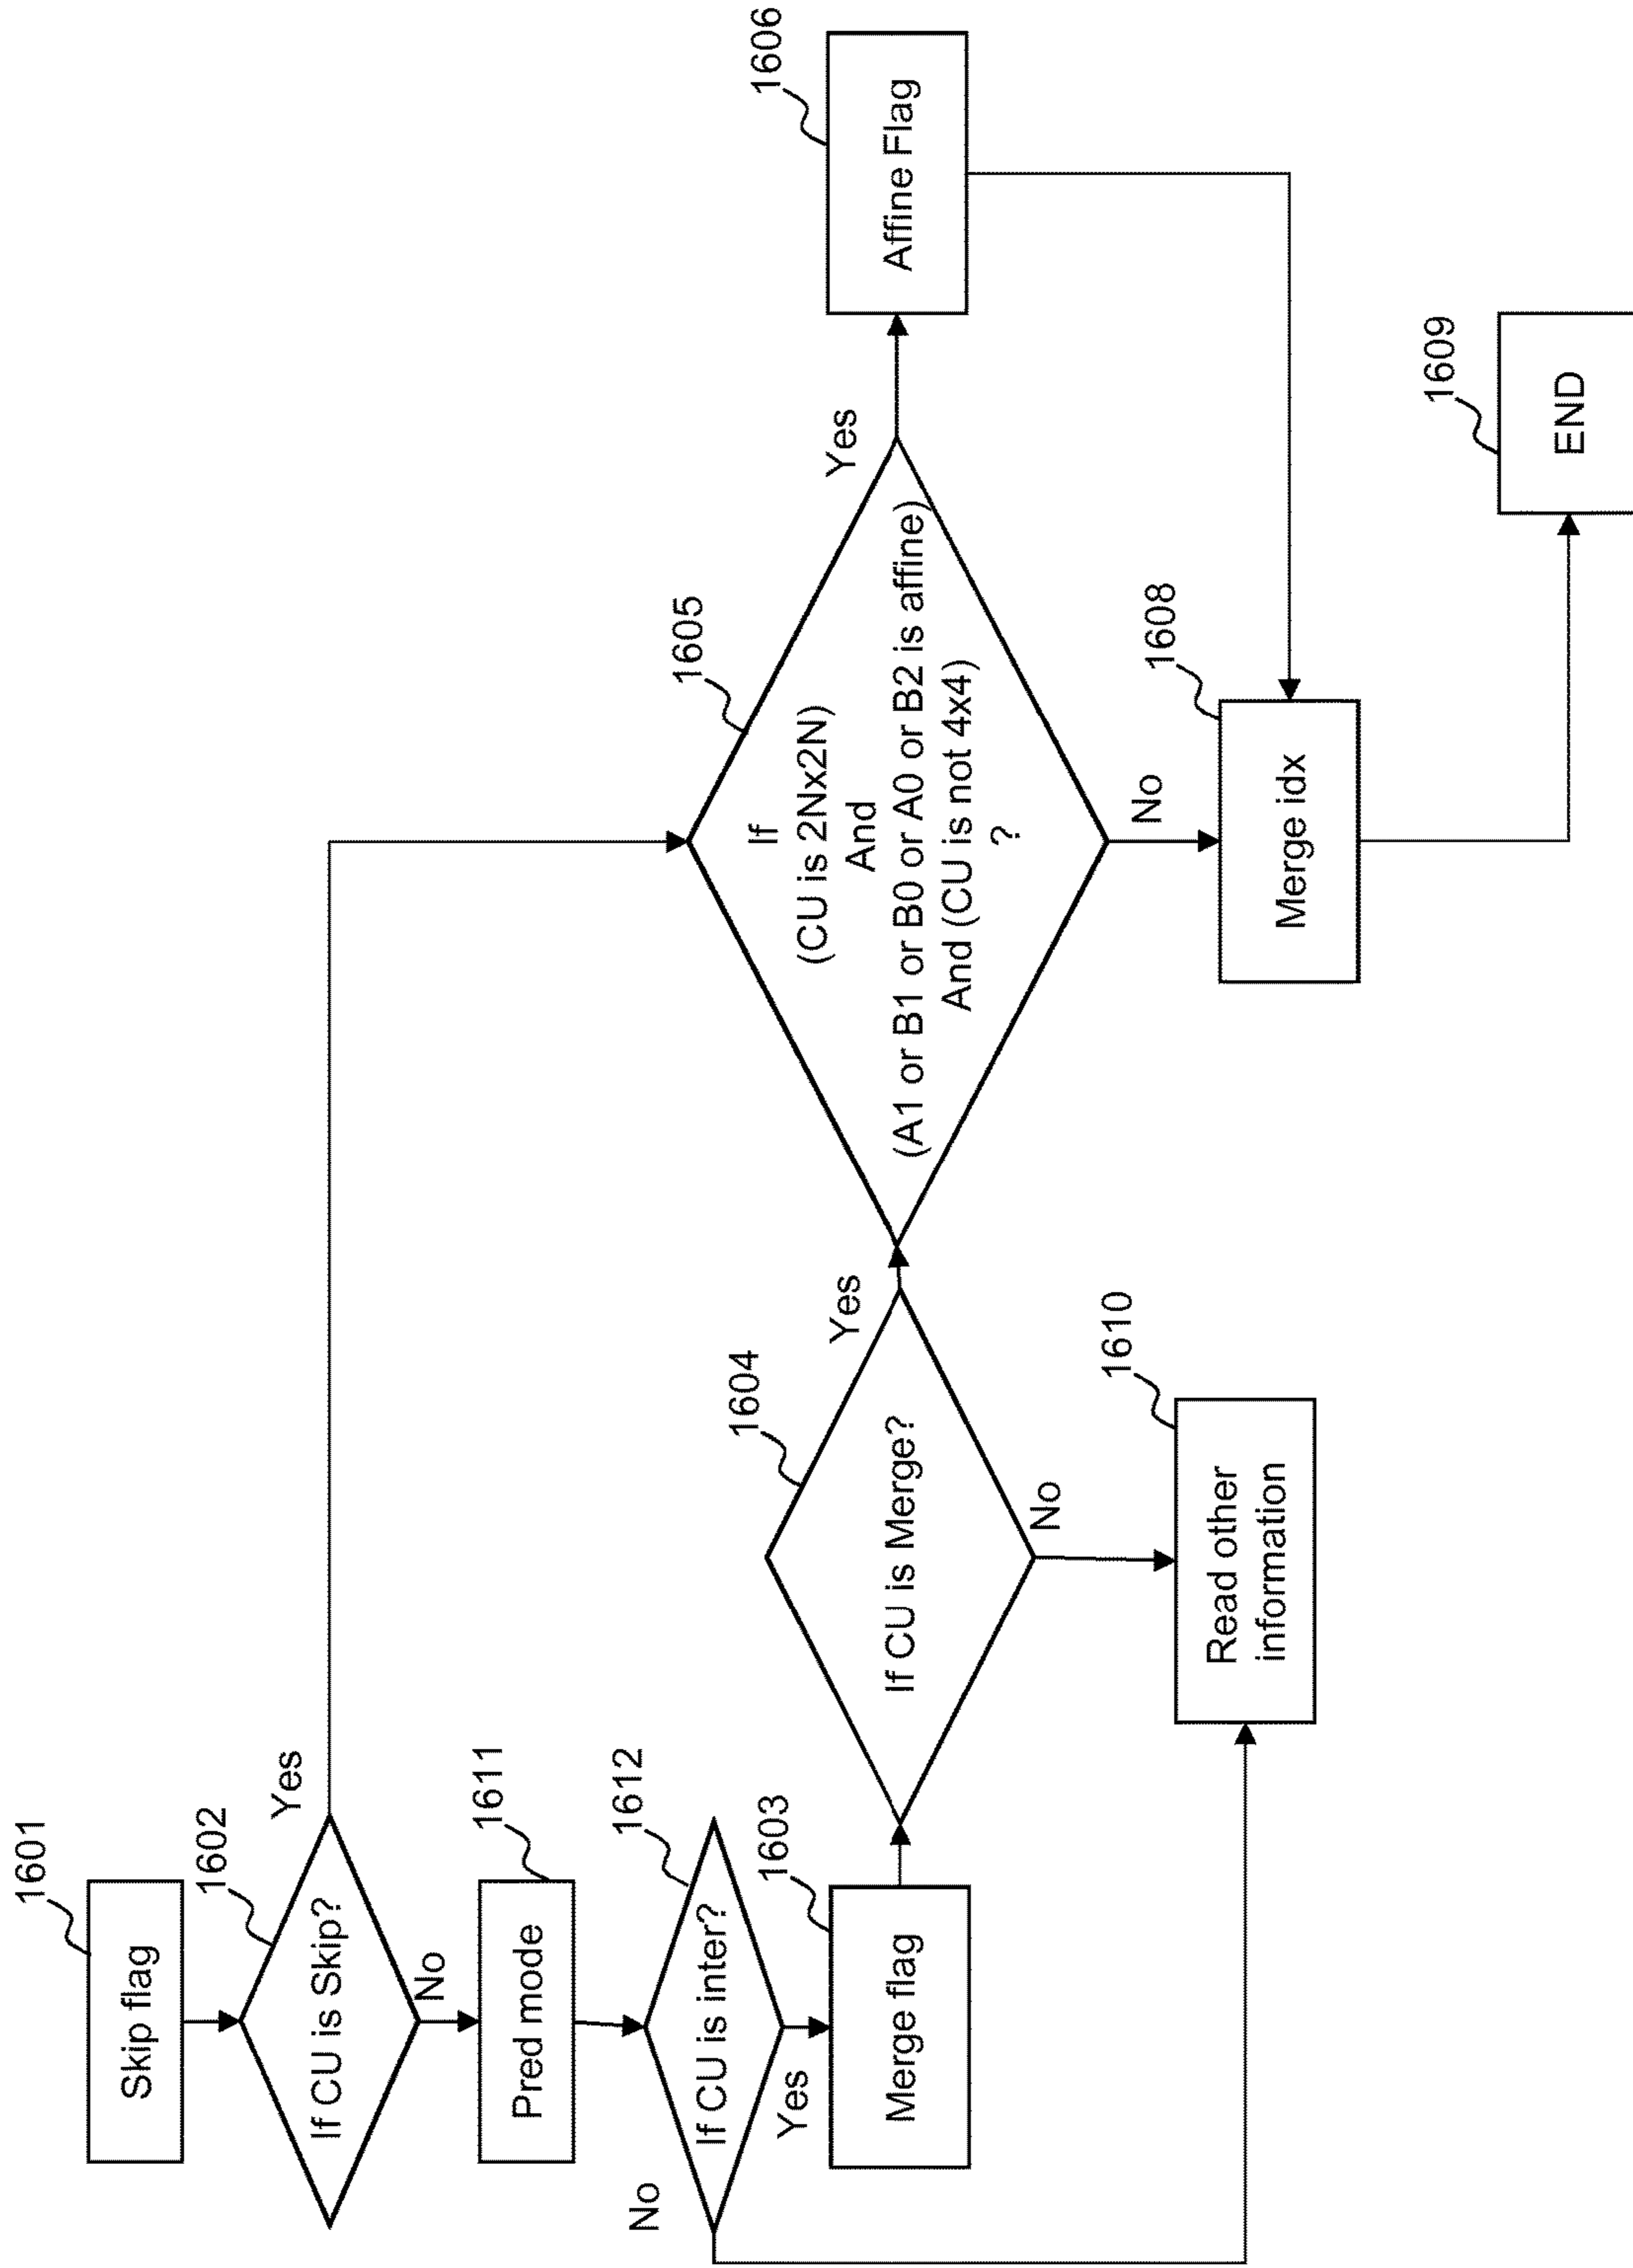 1601
Skip flag
1602
If CU is Skip?
Yes
No
1611
Pred mode
1612
If CU is inter?
No
Yes
1603
Merge flag
1604
If CU is Merge?
Yes
No
1610
Read other
information
1605
If
(CU is 2Nx2N)
And
(A1 or B1 or B0 or A0 or B2 is affine)
And (CU is not 4x4)
?
Yes
No
1606
Affine Flag
1608
Merge idx
1609
END